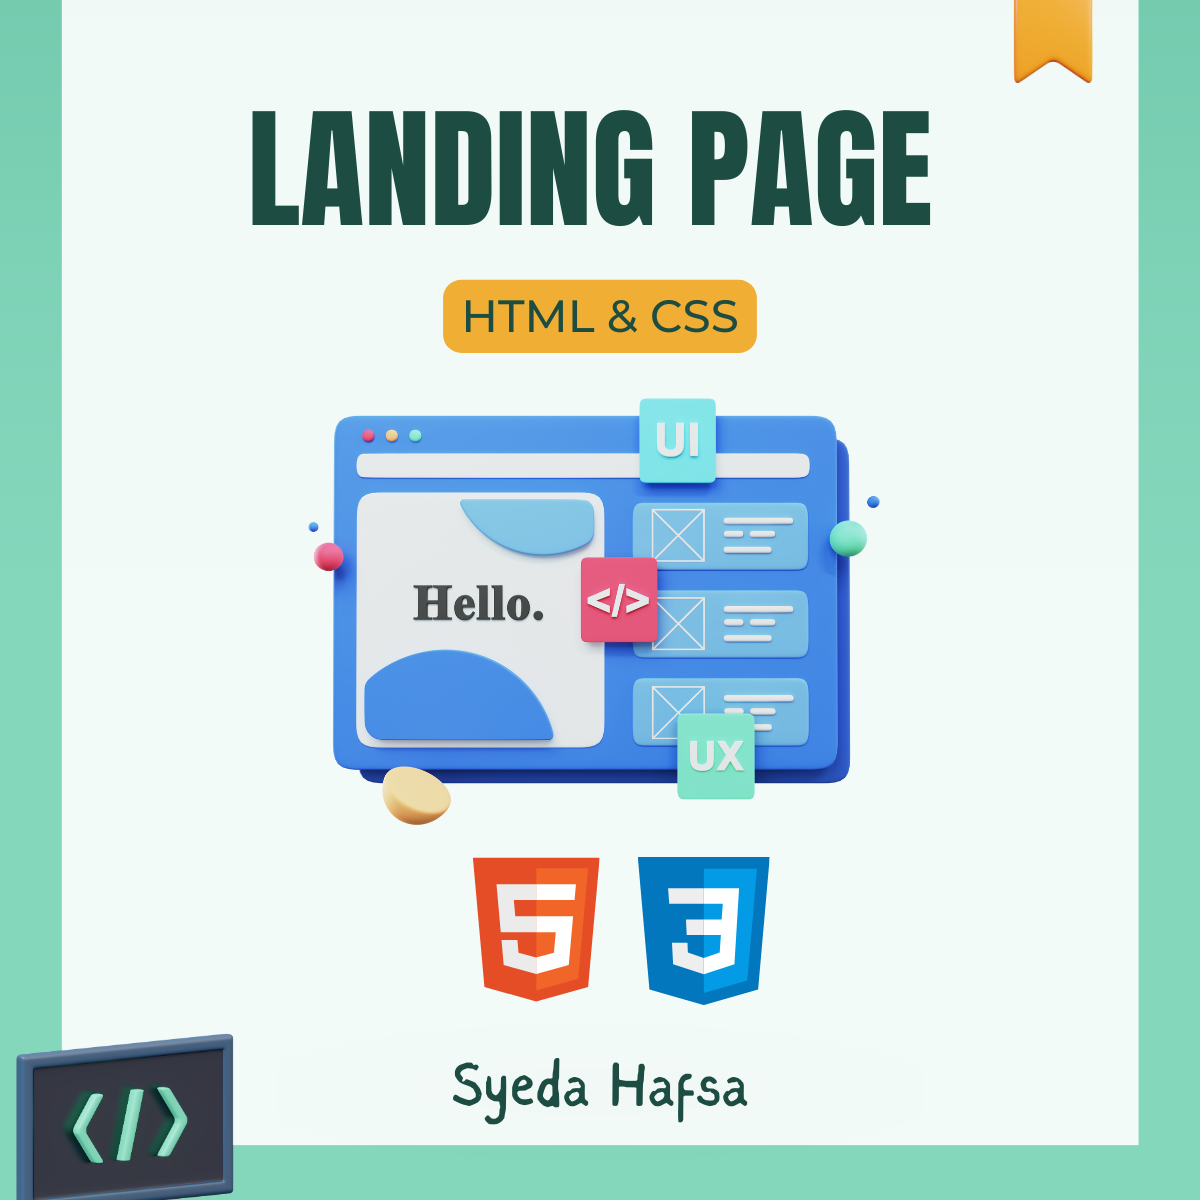 LANDING PAGE
HTML & CSS
UI
Hello.
</>
UX
5
3
Syeda Hafsa
</>